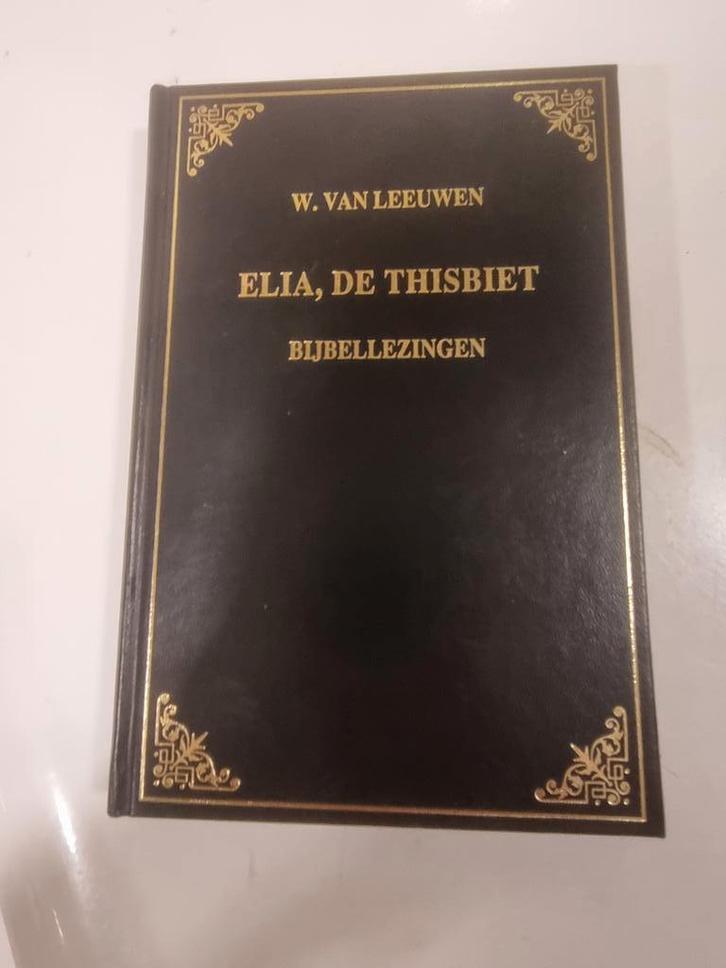 W. VAN LEEUWEN
ELIA, DE THISBIET
BIJBELLEZINGEN